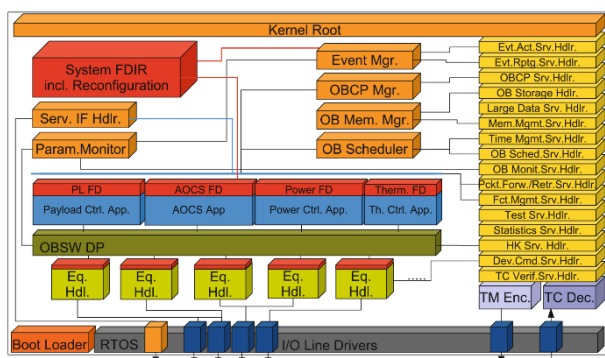 Kernel Root
System FDIR
incl. Reconfiguration
Event Mgr.
OBCP Mgr.
OB Mem. Mgr.
OB Scheduler
Serv. IF Hdlr.
Param.Monitor
Evt.Act.Srv.Hdlr.
Evt.Rptg.Srv.Hdlr.
OBCP Srv.Hdlr.
OB Storage Hdlr.
Large Data Srv. Hdlr.
Mem.Mgmt.Srv.Hdlr.
Time Mgmt.Srv.Hdlr.
OB Sched.Srv.Hdlr.
OB Monit.Srv.Hdlr.
Pckt.Forw./Retr.Srv.Hdlr.
Fct.Mgmt.Srv.Hdlr.
Test Srv.Hdlr.
Statistics Srv.Hdlr.
HK Srv. Hdlr.
Dev.Cmd.Srv.Hdlr.
TC Verif.Srv.Hdlr.
PL FD
AOCS FD
Power FD
Therm. FD
Payload Ctrl. App.
AOCS App
Power Ctrl. App.
Th. Ctrl. App.
OBSW DP
Eq.
Hdl.
Eq.
Hdl.
Eq.
Hdl.
Eq.
Hdl.
Eq.
Hdl.
.....
TM Enc.
TC Dec.
Boot Loader
RTOS
I/O Line Drivers